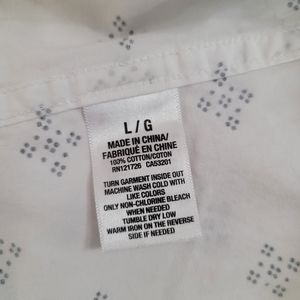 L / G
MADE IN CHINA/
FABRIQUÉ EN CHINE
100% COTTON/COTON
RN121726 CA53201
TURN GARMENT INSIDE OUT
MACHINE WASH COLD WITH
LIKE COLORS
ONLY NON-CHLORINE BLEACH
WHEN NEEDED
TUMBLE DRY LOW
WARM IRON ON THE REVERSE
SIDE IF NEEDED